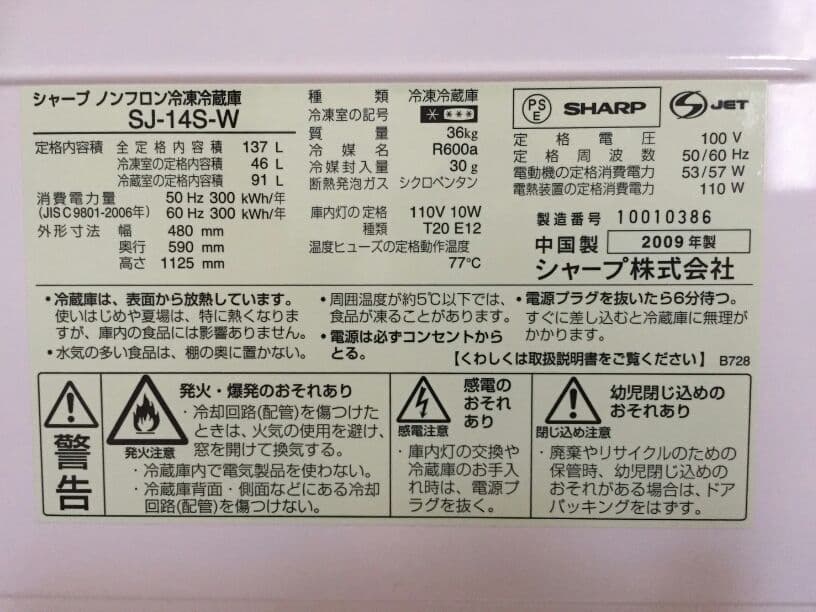 シャープ ノンフロン冷凍冷蔵庫
SJ-14S-W
定格内容積 全定格内容積 137 L
冷凍室の定格内容積 46 L
冷蔵室の定格内容積 91 L
消費電力量 50 Hz 300 kWh/年
(JIS C 9801-2006年) 60 Hz 300 kWh/年
外形寸法 幅 480 mm
奥行 590 mm
高さ 1125 mm
種類 冷凍冷蔵庫
冷凍室の記号 * ***
質量 36kg
冷媒名 R600a
冷媒封入量 30 g
断熱発泡ガス シクロペンタン
庫内灯の定格 110V 10W
種類 T20 E12
温度ヒューズの定格動作温度
77℃
PS
E
SHARP
S JET
定格電圧 100 V
定格周波数 50/60 Hz
電動機の定格消費電力 53/57 W
電熱装置の定格消費電力 110 W
製造番号 10010386
中国製 2009 年製
シャープ株式会社
・冷蔵庫は、表面から放熱しています。
使いはじめや夏場は、特に熱くなりま
すが、庫内の食品には影響ありません。
・水気の多い食品は、棚の奥に置かない。
・周囲温度が約5℃以下では、
食品が凍ることがあります。
・電源は必ずコンセントから
とる。
・電源プラグを抜いたら6分待つ。
すぐに差し込むと冷蔵庫に無理が
かかります。
【くわしくは取扱説明書をご覧ください】 B728
警告
発火注意
発火・爆発のおそれあり
・冷却回路(配管)を傷つけた
ときは、火気の使用を避け、
窓を開けて換気する。
・冷蔵庫内で電気製品を使わない。
・冷蔵庫背面・側面などにある冷却
回路(配管)を傷つけない。
感電注意
感電の
おそれ
あり
・庫内灯の交換や
冷蔵庫のお手入
れ時は、電源プラ
グを抜く。
閉じ込め注意
幼児閉じ込めの
おそれあり
・廃棄やリサイクルのための
保管時、幼児閉じ込めの
おそれがある場合は、ドア
パッキングをはずす。